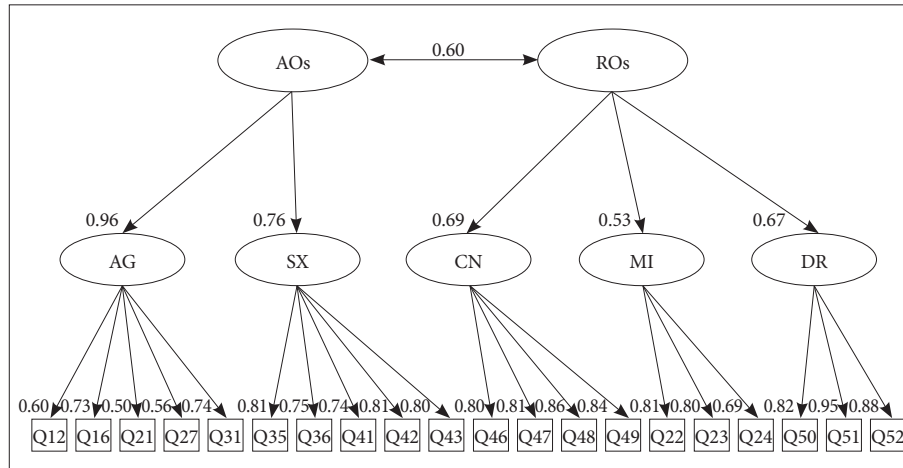 0.60
AOs ROs
0.96 0.76 0.69 0.53 0.67
AG SX CN MI DR
0.60 0.73 0.50 0.56 0.74 0.81 0.75 0.74 0.81 0.80 0.80 0.81 0.86 0.84 0.81 0.80 0.69 0.82 0.95 0.88
Q12 Q16 Q21 Q27 Q31 Q35 Q36 Q41 Q42 Q43 Q46 Q47 Q48 Q49 Q22 Q23 Q24 Q50 Q51 Q52